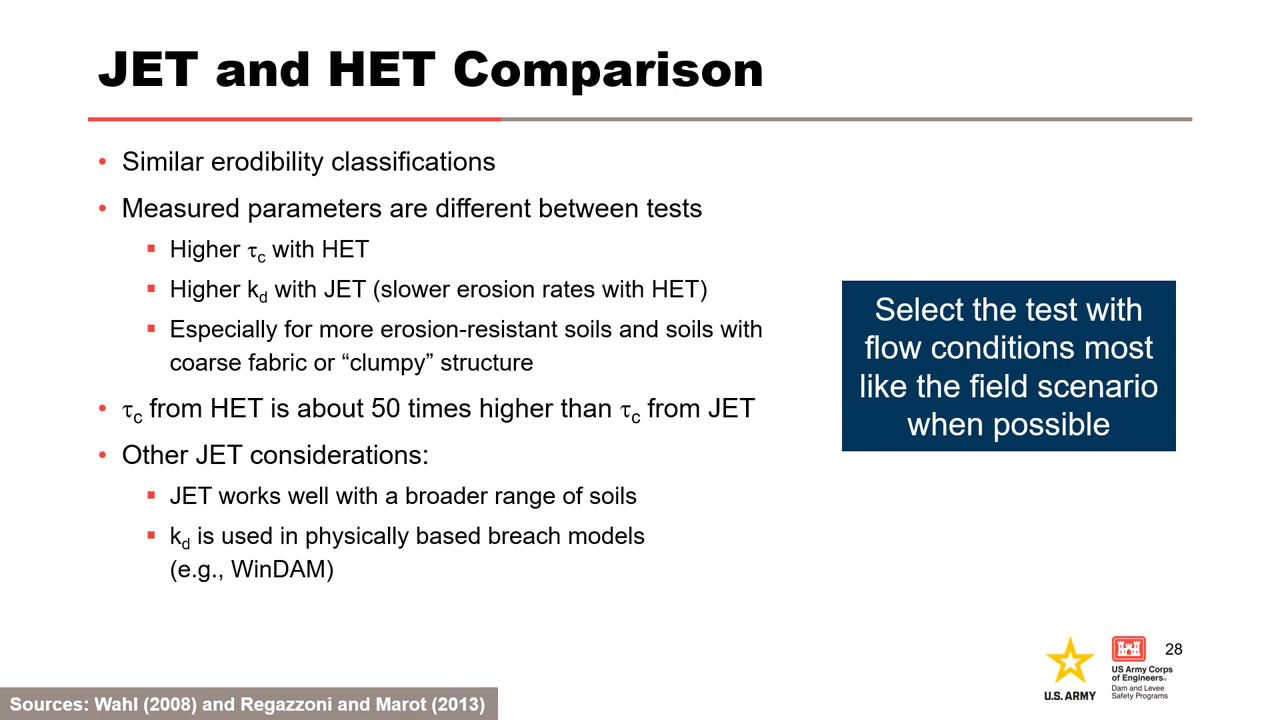 JET and HET Comparison
• Similar erodibility classifications
• Measured parameters are different between tests
▪ Higher τc with HET
▪ Higher kd with JET (slower erosion rates with HET)
▪ Especially for more erosion-resistant soils and soils with
coarse fabric or “clumpy” structure
• τc from HET is about 50 times higher than τc from JET
• Other JET considerations:
▪ JET works well with a broader range of soils
▪ kd is used in physically based breach models
(e.g., WinDAM)
Select the test with
flow conditions most
like the field scenario
when possible
U.S. ARMY
US Army Corps
of Engineers®
Dam and Levee
Safety Programs
28
Sources: Wahl (2008) and Regazzoni and Marot (2013)